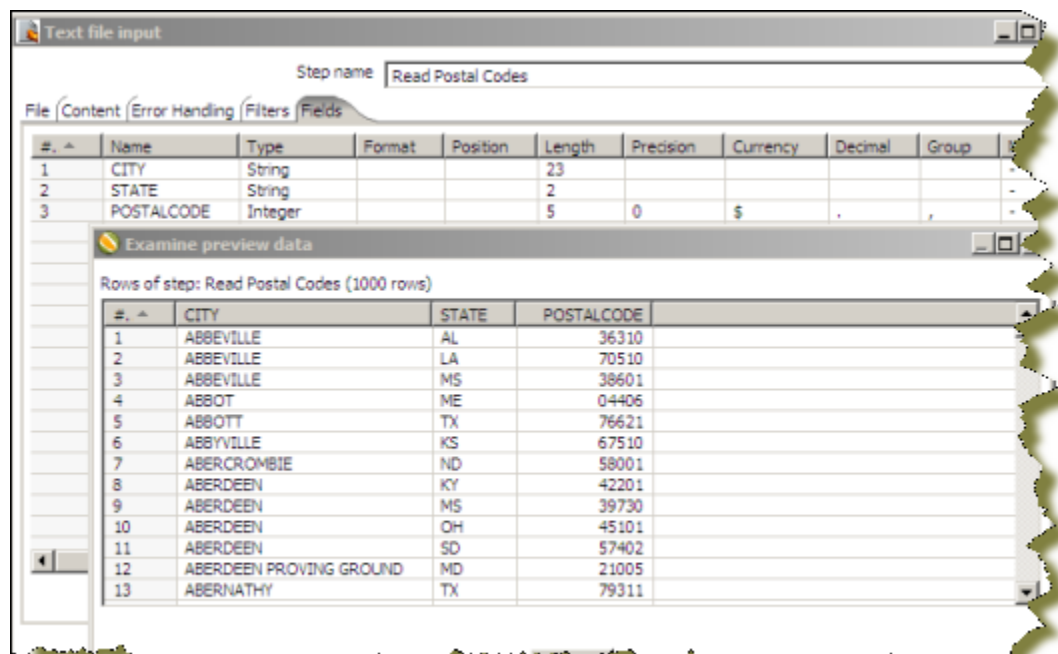 Text file input
Step name Read Postal Codes
File Content Error Handling Filters Fields
#. Name Type Format Position Length Precision Currency Decimal Group
1 CITY String 23 -
2 STATE String 2 -
3 POSTALCODE Integer 5 0 $ . , -
Examine preview data
Rows of step: Read Postal Codes (1000 rows)
#. CITY STATE POSTALCODE
1 ABBEVILLE AL 36310
2 ABBEVILLE LA 70510
3 ABBEVILLE MS 38601
4 ABBOT ME 04406
5 ABBOTT TX 76621
6 ABBYVILLE KS 67510
7 ABERCROMBIE ND 58001
8 ABERDEEN KY 42201
9 ABERDEEN MS 39730
10 ABERDEEN OH 45101
11 ABERDEEN SD 57402
12 ABERDEEN PROVING GROUND MD 21005
13 ABERNATHY TX 79311